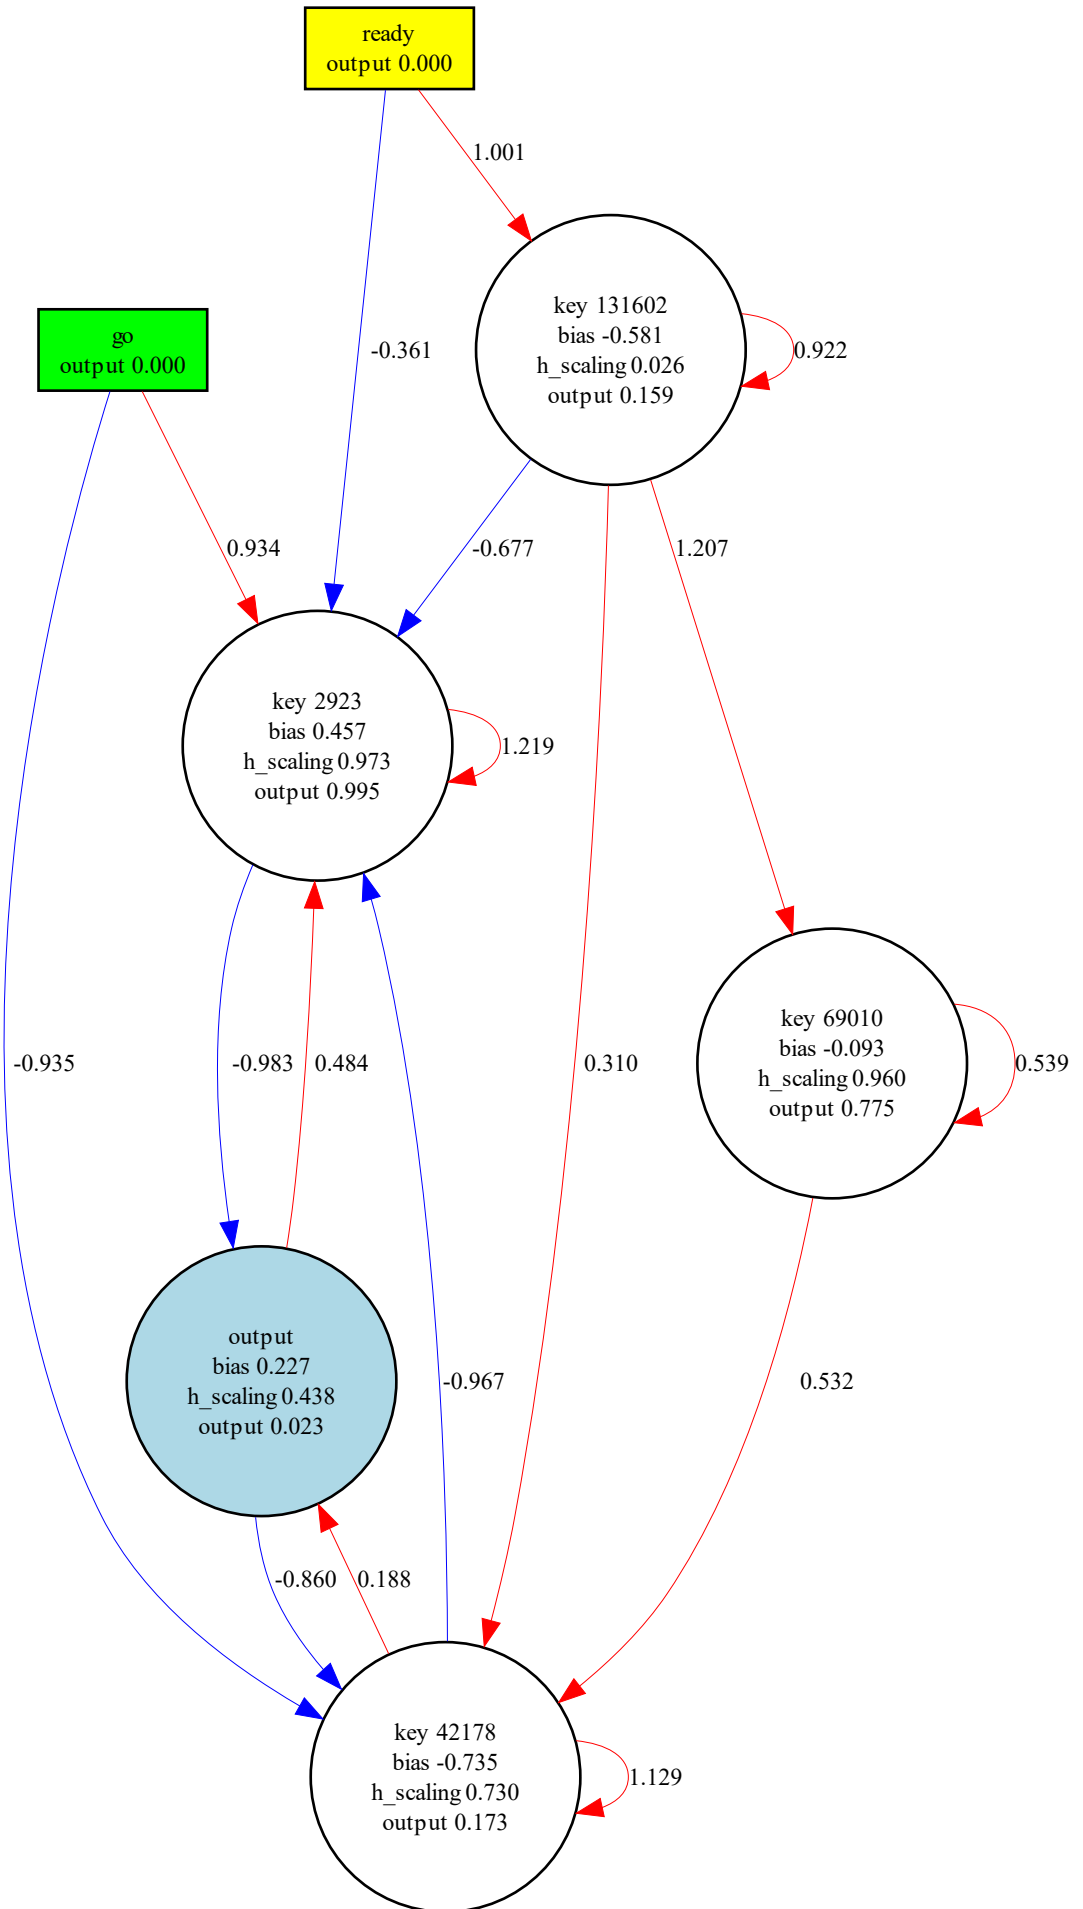 ready
output 0.000
1.001
key 131602
bias -0.581
h_scaling 0.026
output 0.159
0.922
go
output 0.000
-0.361
0.934
-0.677
1.207
key 2923
bias 0.457
h_scaling 0.973
output 0.995
1.219
key 69010
bias -0.093
h_scaling 0.960
output 0.775
0.539
-0.935
-0.983
0.484
0.310
output
bias 0.227
h_scaling 0.438
output 0.023
-0.967
0.532
-0.860
0.188
key 42178
bias -0.735
h_scaling 0.730
output 0.173
1.129